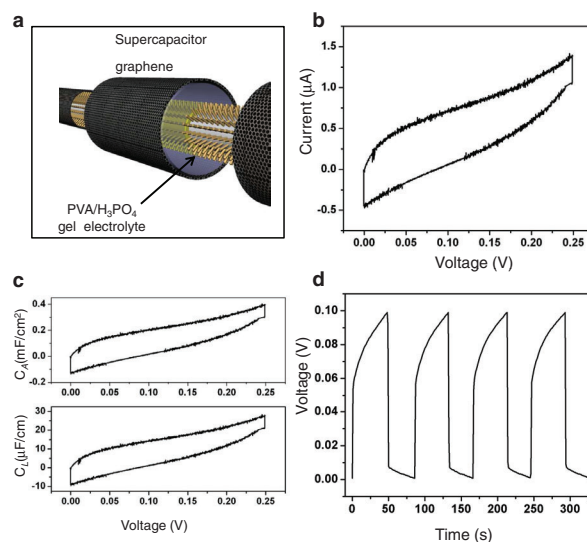 a
Supercapacitor
graphene
PVA/H₃PO₄
gel electrolyte
b
Current (μA)
1.5
1.0
0.5
0.0
-0.5
0.00 0.05 0.10 0.15 0.20 0.25
Voltage (V)
c
C_A(mF/cm²)
0.4
0.2
0.0
-0.2
0.00 0.05 0.10 0.15 0.20 0.25
C_L(μF/cm)
30
20
10
0
-10
0.00 0.05 0.10 0.15 0.20 0.25
Voltage (V)
d
Voltage (V)
0.10
0.08
0.06
0.04
0.02
0.00
0 50 100 150 200 250 300
Time (s)